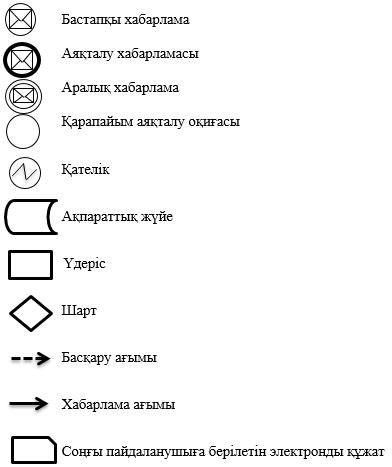 Бастапқы хабарлама
Аяқталу хабарламасы
Аралық хабарлама
Қарапайым аяқталу оқиғасы
Қателік
Ақпараттық жүйе
Үдеріс
Шарт
Басқару ағымы
Хабарлама ағымы
Соңғы пайдаланушыға берілетін электронды құжат